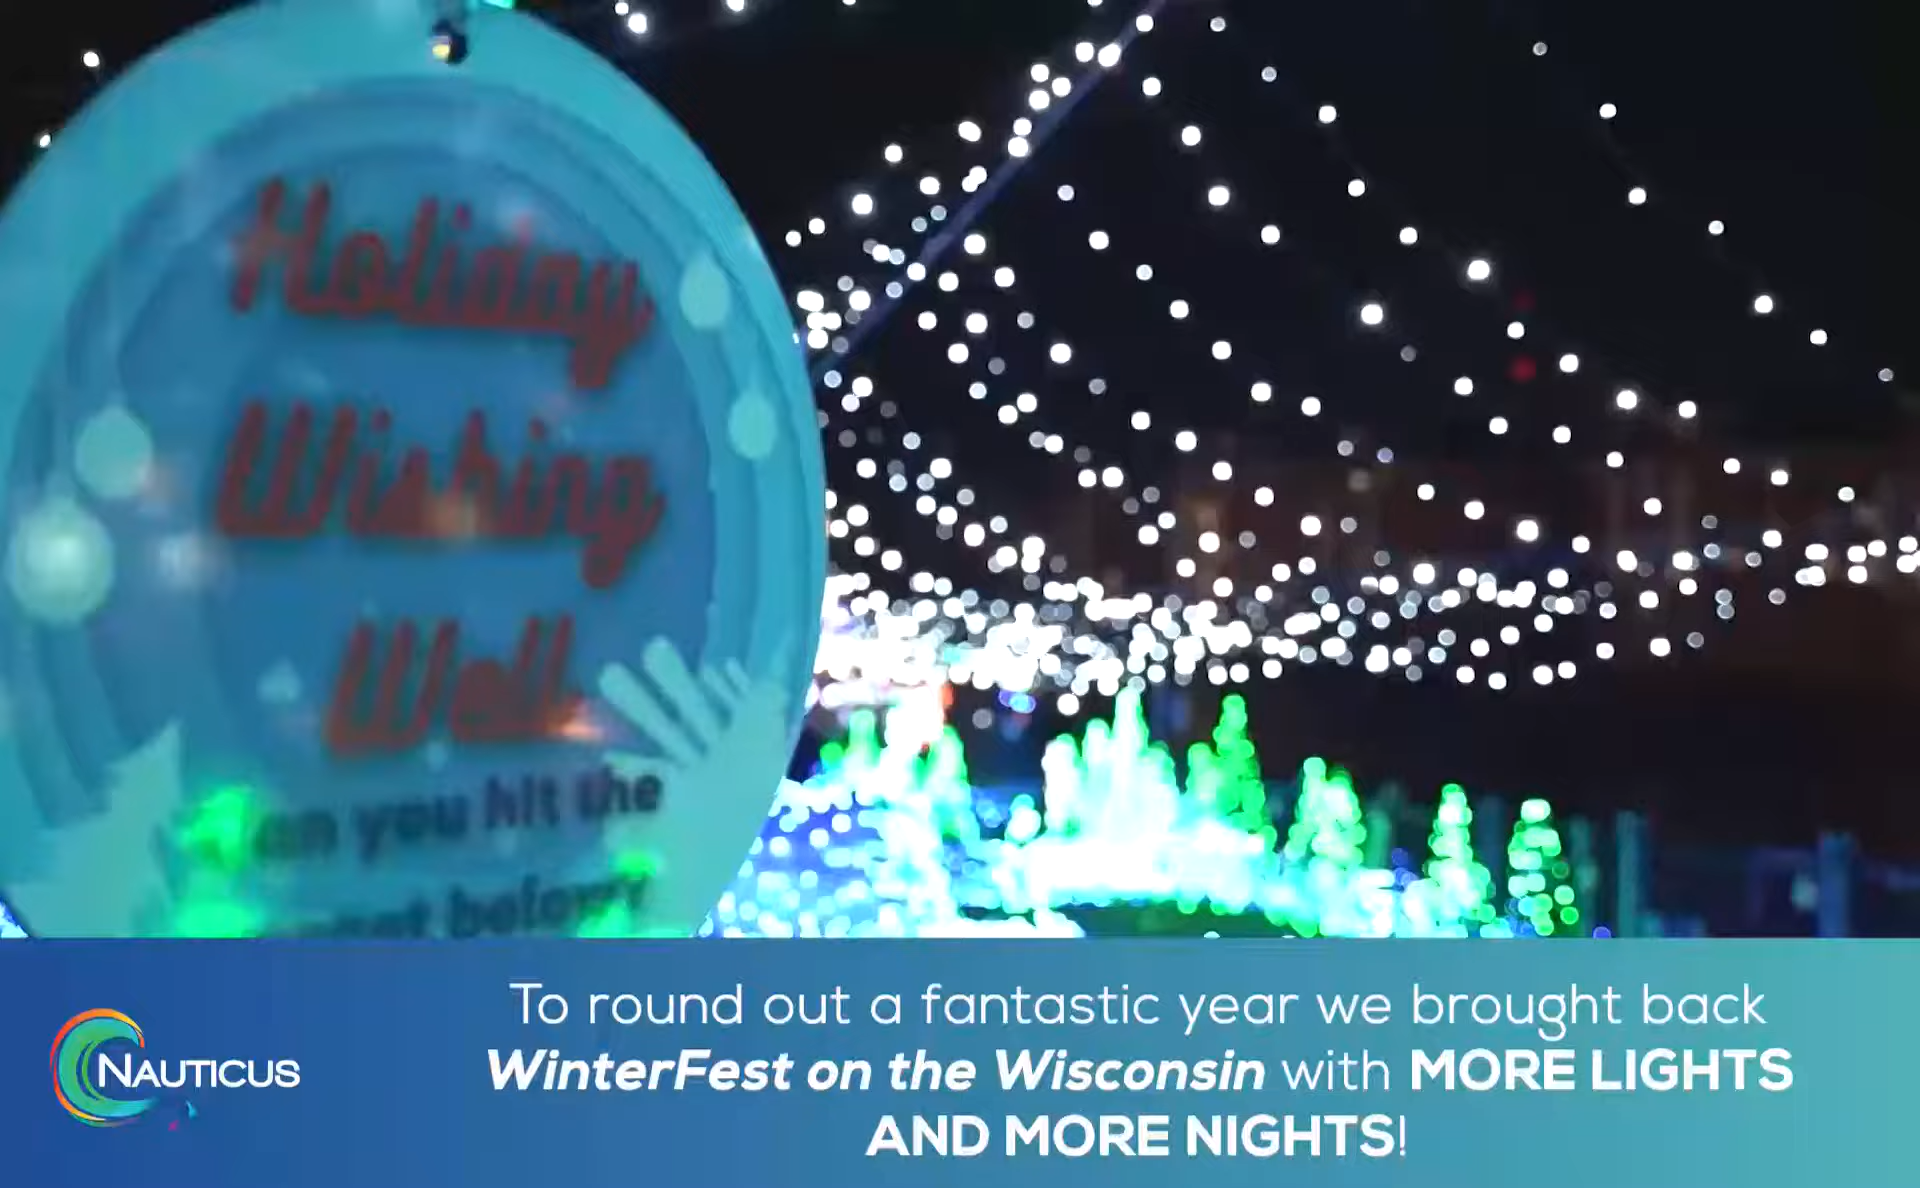 Holiday
Wishing
Well
you hit the
below?
NAUTICUS
To round out a fantastic year we brought back
WinterFest on the Wisconsin with MORE LIGHTS
AND MORE NIGHTS!